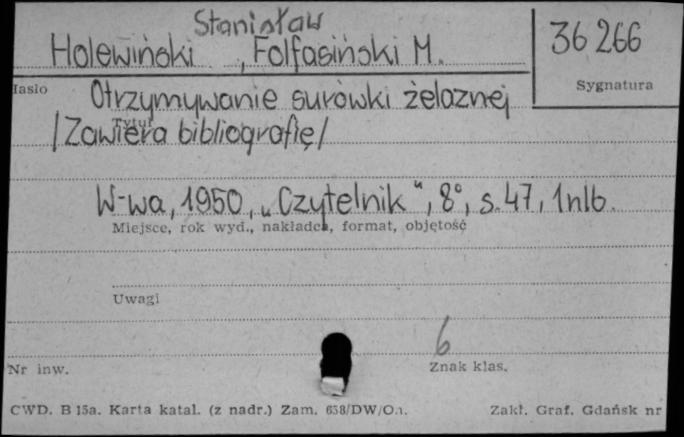 Stanisław
Holewiński , Folfasiński M.
36 266
Hasło
Sygnatura
Otrzymywanie surówki żelaznej
Tytuł
/Zawiera bibliografię/
W-wa, 1950, „Czytelnik", 8°, s. 47, 1nlb.
Miejsce, rok wyd., nakładca, format, objętość
Uwagi
6
Nr inw.
Znak klas.
CWD. B 15a. Karta katal. (z nadr.) Zam. 658/DW/O.
Zakł. Graf. Gdańsk nr